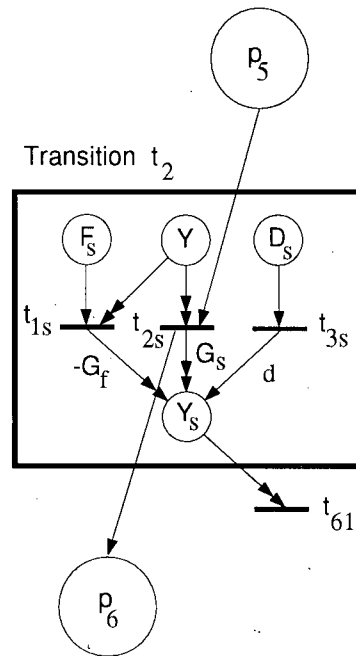 p5
Transition t2
Fs Y Ds
t1s t2s t3s
-Gf Gs d
Ys
t61
p6